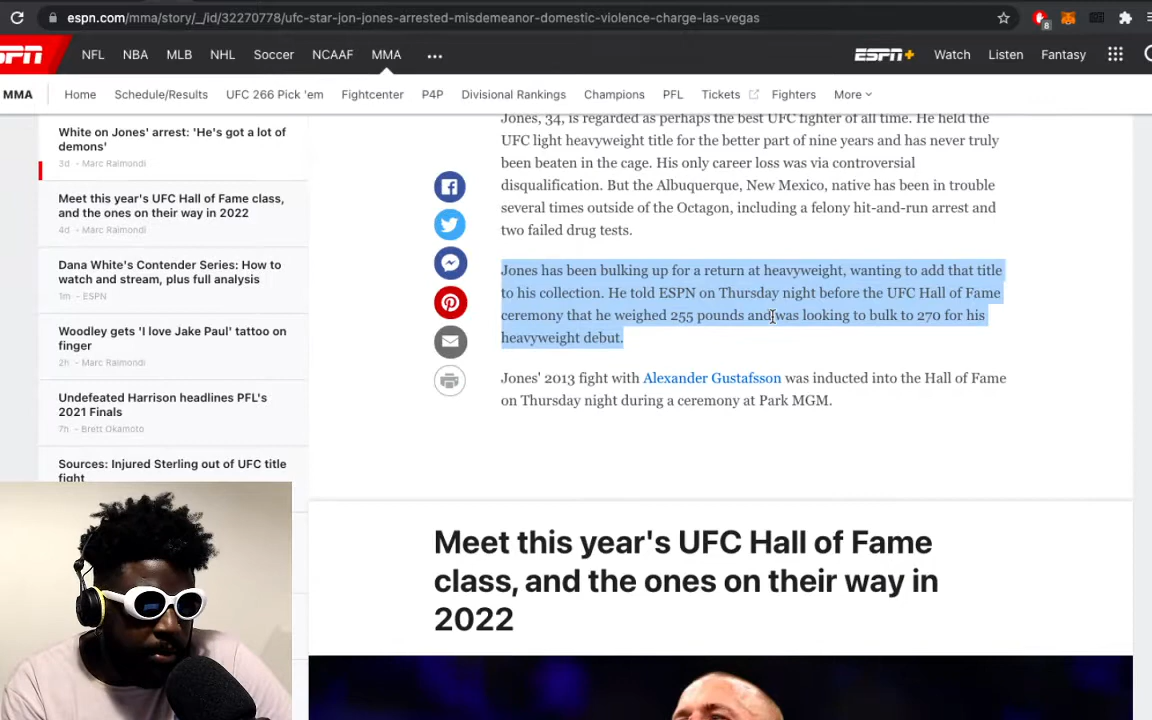 espn.com/mma/story/_/id/32270778/ufc-star-jon-jones-arrested-misdemeanor-domestic-violence-charge-las-vegas
8
NFL NBA MLB NHL Soccer NCAAF MMA ••• ESPN+ Watch Listen Fantasy
MMA Home Schedule/Results UFC 266 Pick 'em Fightcenter P4P Divisional Rankings Champions PFL Tickets Fighters More
White on Jones' arrest: 'He's got a lot of
demons'
3d - Marc Raimondi
Meet this year's UFC Hall of Fame class,
and the ones on their way in 2022
4d - Marc Raimondi
Dana White's Contender Series: How to
watch and stream, plus full analysis
1m - ESPN
Woodley gets 'I love Jake Paul' tattoo on
finger
2h - Marc Raimondi
Undefeated Harrison headlines PFL's
2021 Finals
7h - Brett Okamoto
Sources: Injured Sterling out of UFC title
fight
Jones, 34, is regarded as perhaps the best UFC fighter of all time. He held the
UFC light heavyweight title for the better part of nine years and has never truly
been beaten in the cage. His only career loss was via controversial
disqualification. But the Albuquerque, New Mexico, native has been in trouble
several times outside of the Octagon, including a felony hit-and-run arrest and
two failed drug tests.
Jones has been bulking up for a return at heavyweight, wanting to add that title
to his collection. He told ESPN on Thursday night before the UFC Hall of Fame
ceremony that he weighed 255 pounds and was looking to bulk to 270 for his
heavyweight debut.
Jones' 2013 fight with Alexander Gustafsson was inducted into the Hall of Fame
on Thursday night during a ceremony at Park MGM.
Meet this year's UFC Hall of Fame
class, and the ones on their way in
2022